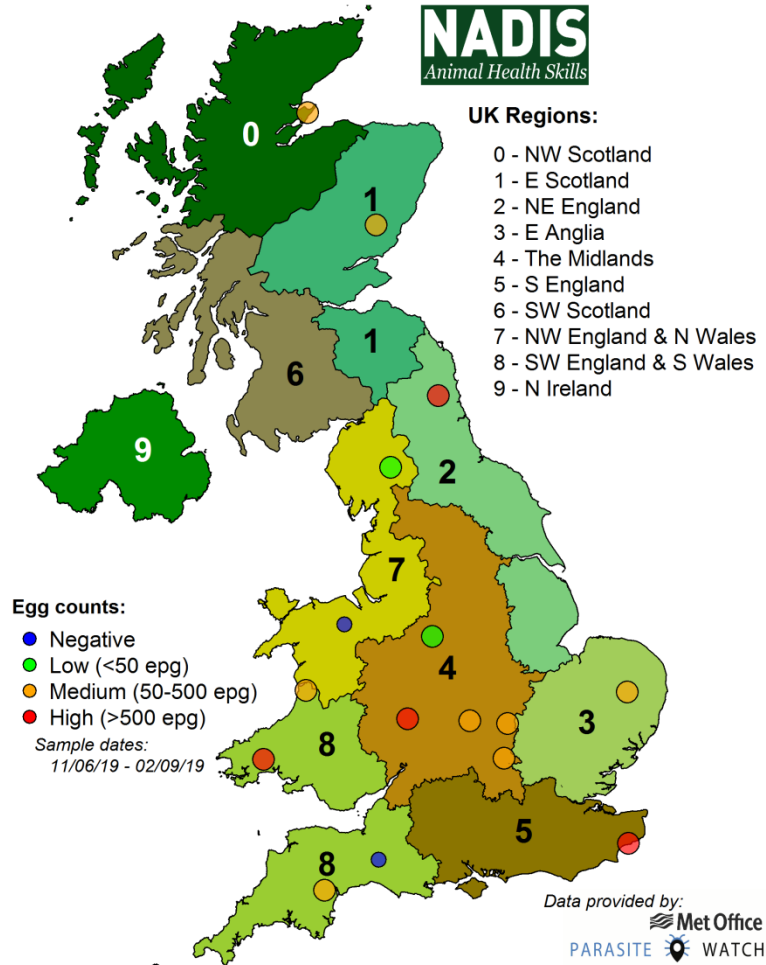 NADIS
Animal Health Skills
UK Regions:
0 - NW Scotland
1 - E Scotland
2 - NE England
3 - E Anglia
4 - The Midlands
5 - S England
6 - SW Scotland
7 - NW England & N Wales
8 - SW England & S Wales
9 - N Ireland
0
1
1
6
9
2
7
Egg counts:
Negative
Low (<50 epg)
Medium (50-500 epg)
High (>500 epg)
Sample dates:
11/06/19 - 02/09/19
4
3
8
5
8
Data provided by:
Met Office
PARASITE WATCH